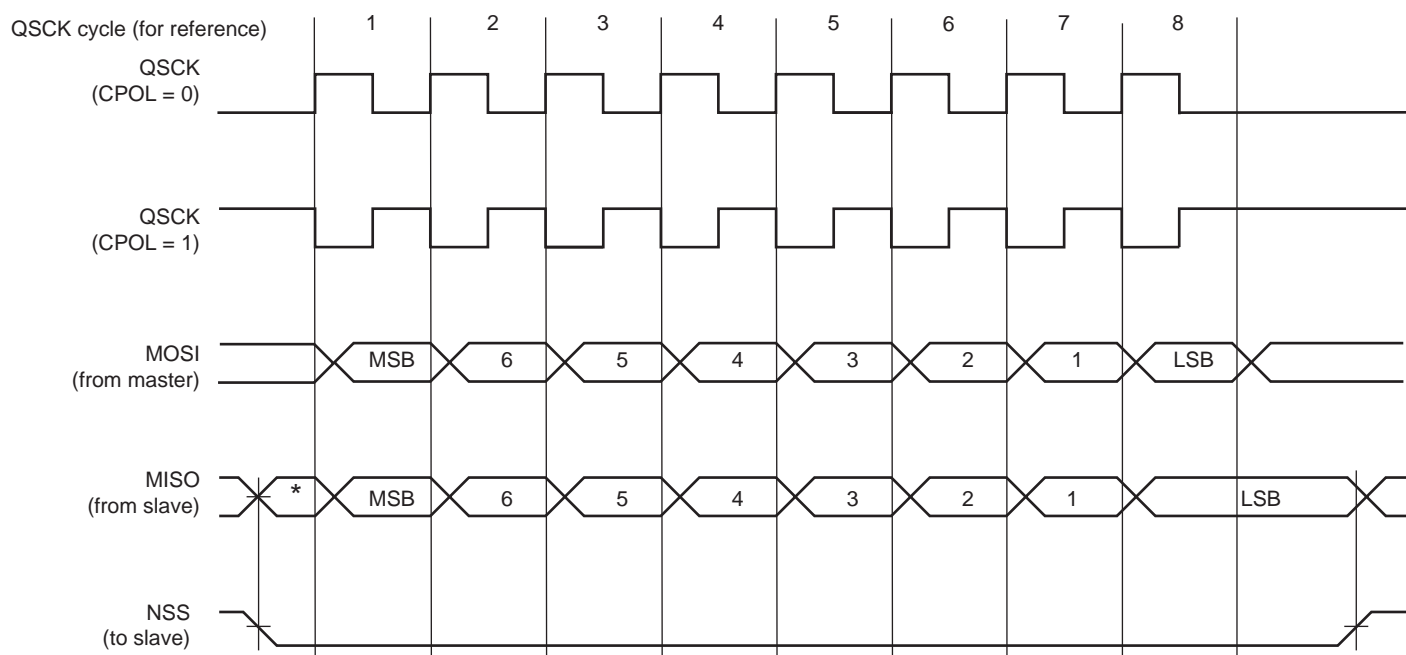 QSCK cycle (for reference) 1 2 3 4 5 6 7 8
QSCK
(CPOL = 0)
QSCK
(CPOL = 1)
MOSI
(from master)
MSB 6 5 4 3 2 1 LSB
MISO
(from slave)
* MSB 6 5 4 3 2 1 LSB
NSS
(to slave)